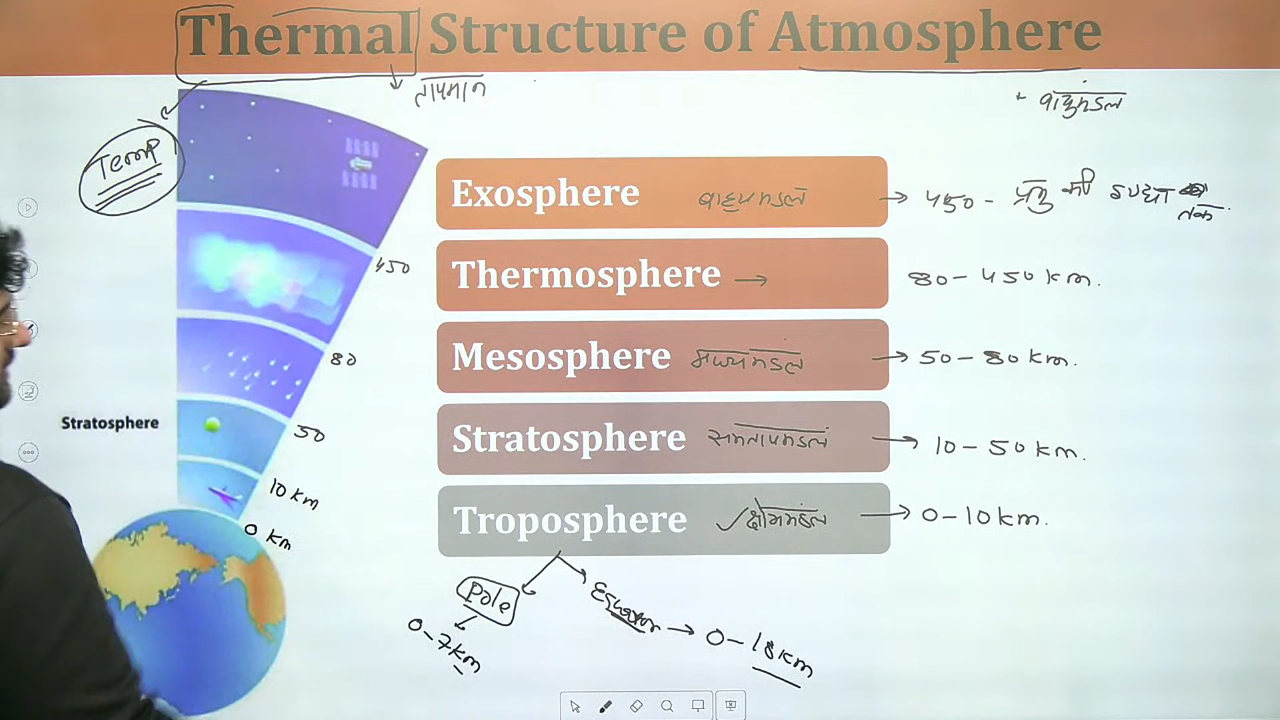 Thermal Structure of Atmosphere
तापमान
वायुमंडल
Temp
Exosphere बाह्यमंडल → 450 - की
Thermosphere → 80-450 km.
Mesosphere मध्यमंडल → 50-80 km.
Stratosphere समतापमंडल → 10-50 km.
Troposphere ✓क्षोभमंडल → 0-10 km.
450
80
Stratosphere
50
10 km
0 km
Pole
Equator → 0-18 km
0-7 km